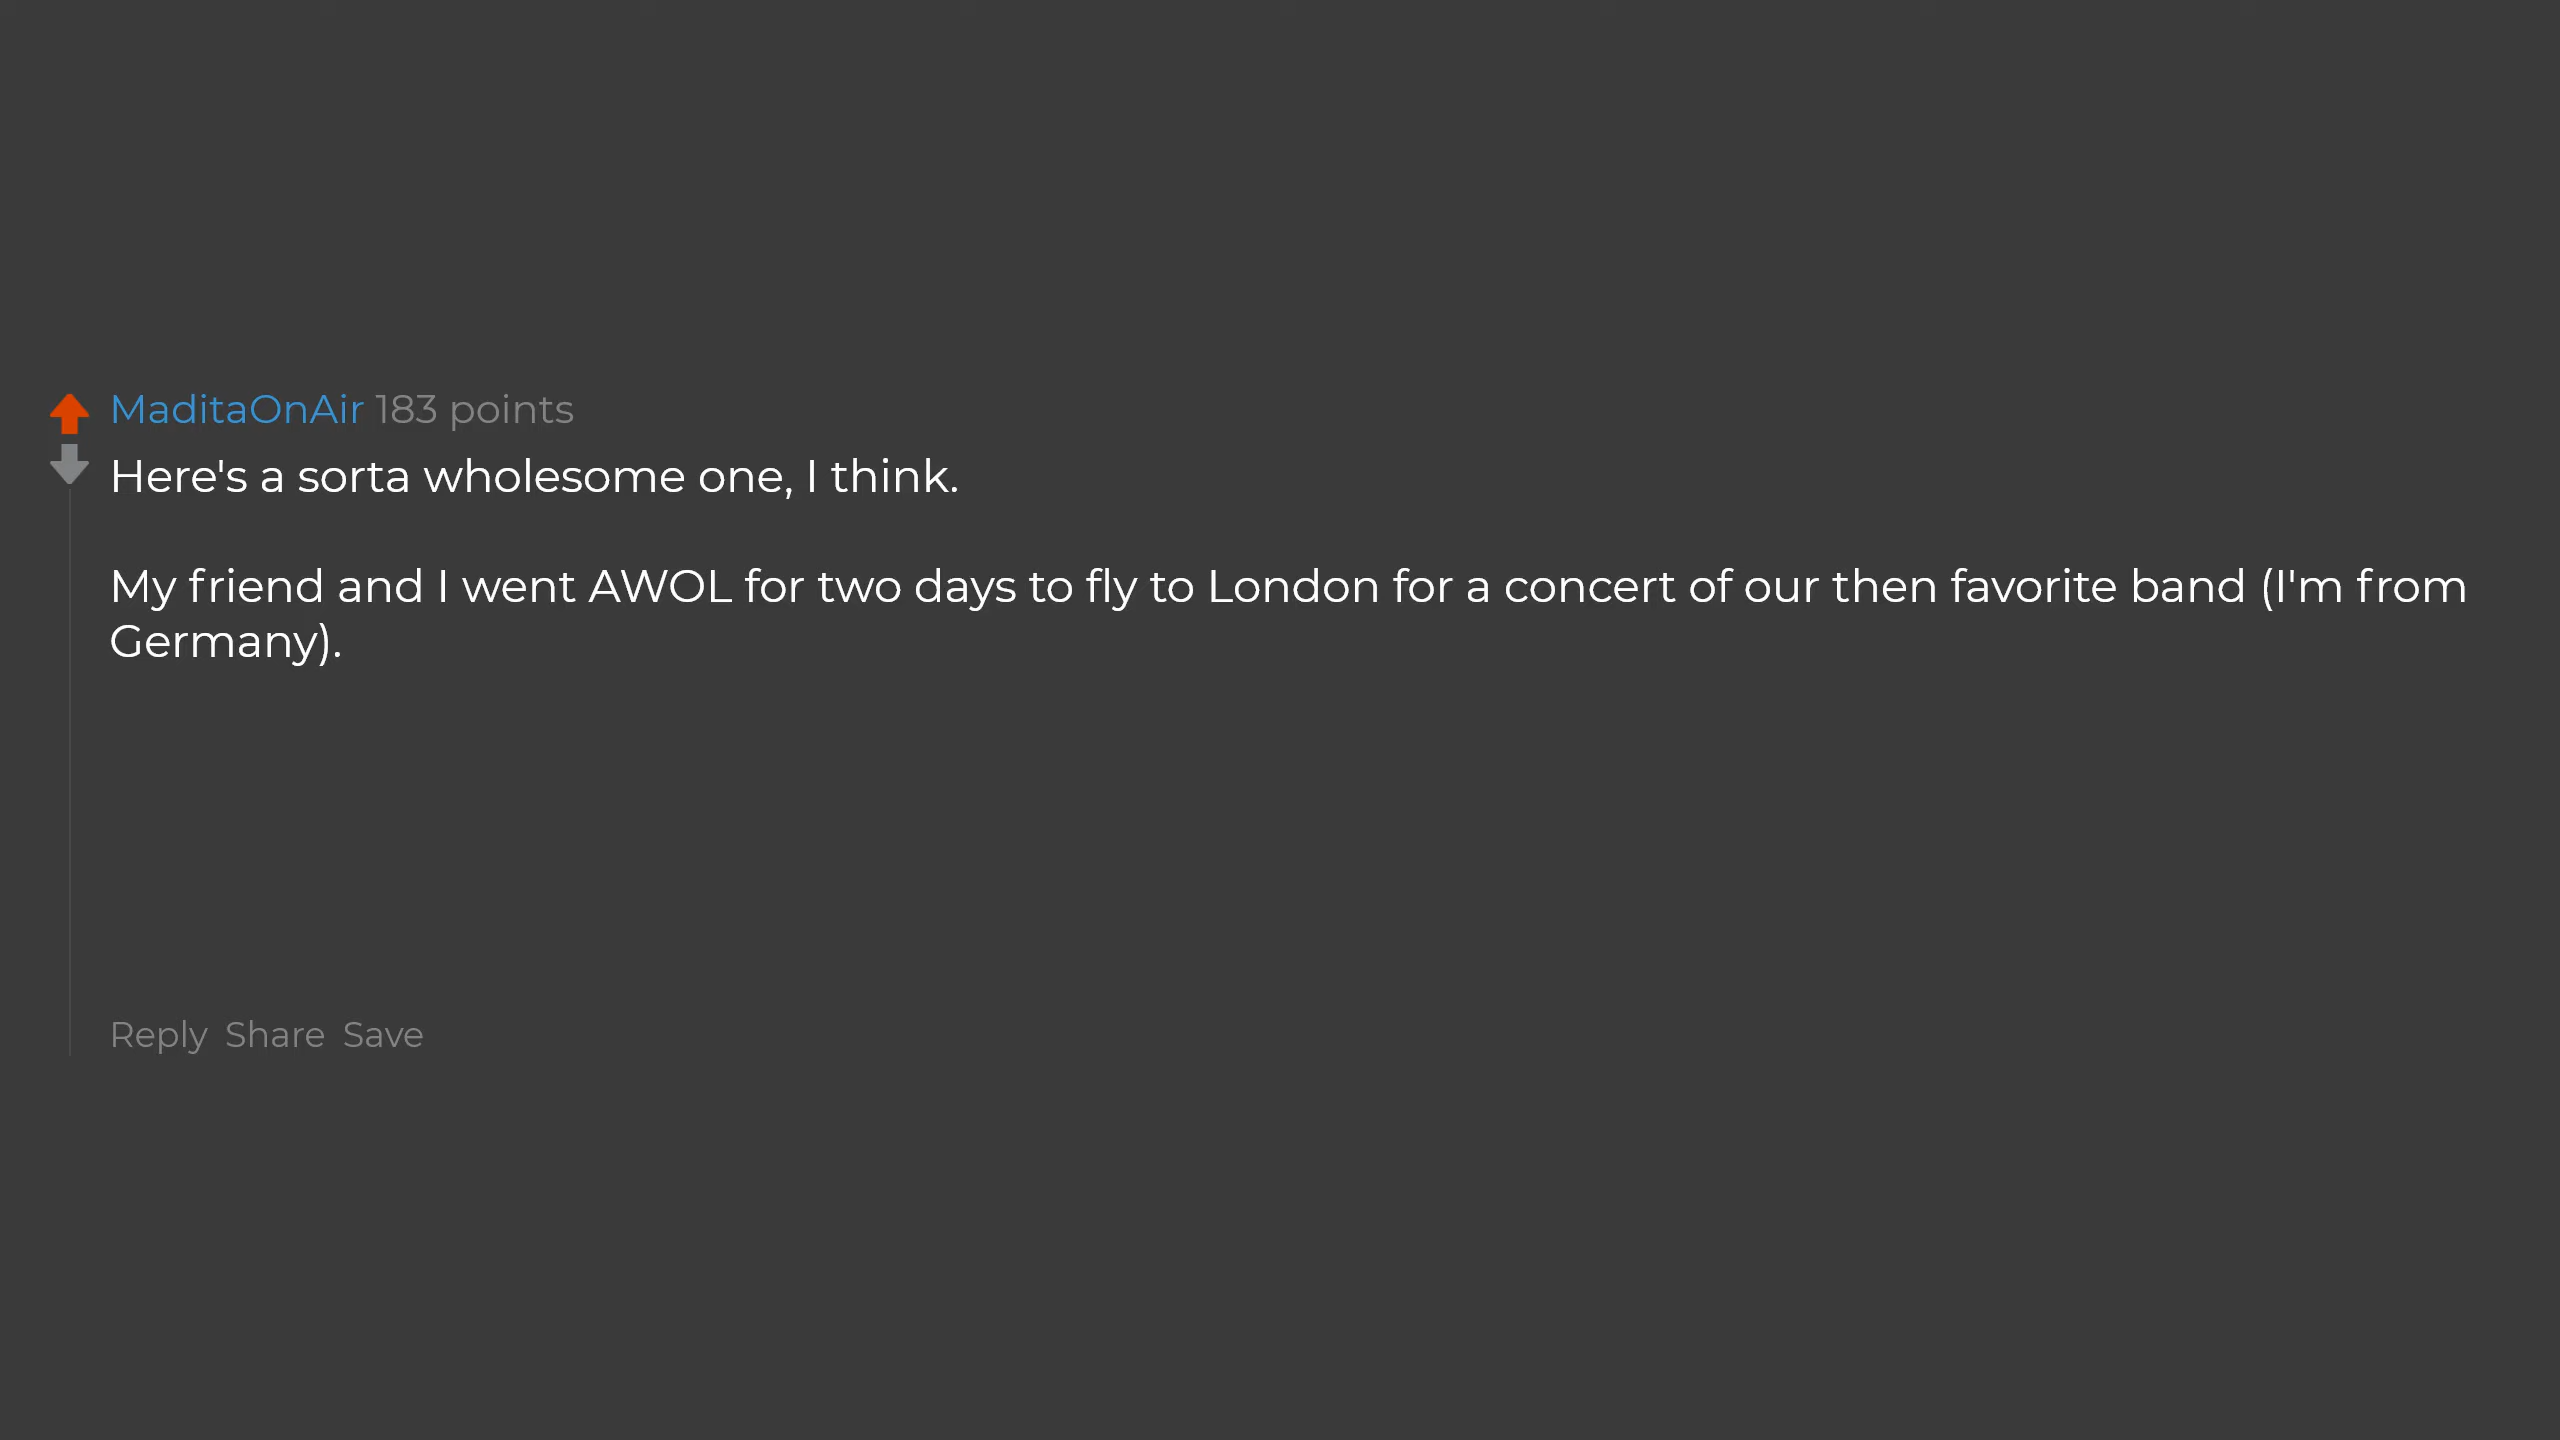 MaditaOnAir 183 points
Here's a sorta wholesome one, I think.
My friend and I went AWOL for two days to fly to London for a concert of our then favorite band (I'm from
Germany).
Reply Share Save